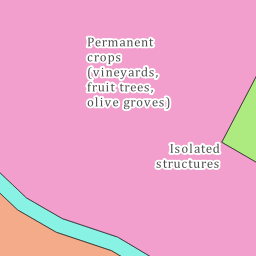 Permanent
crops
(vineyards,
fruit trees,
olive groves)
Isolated
structures